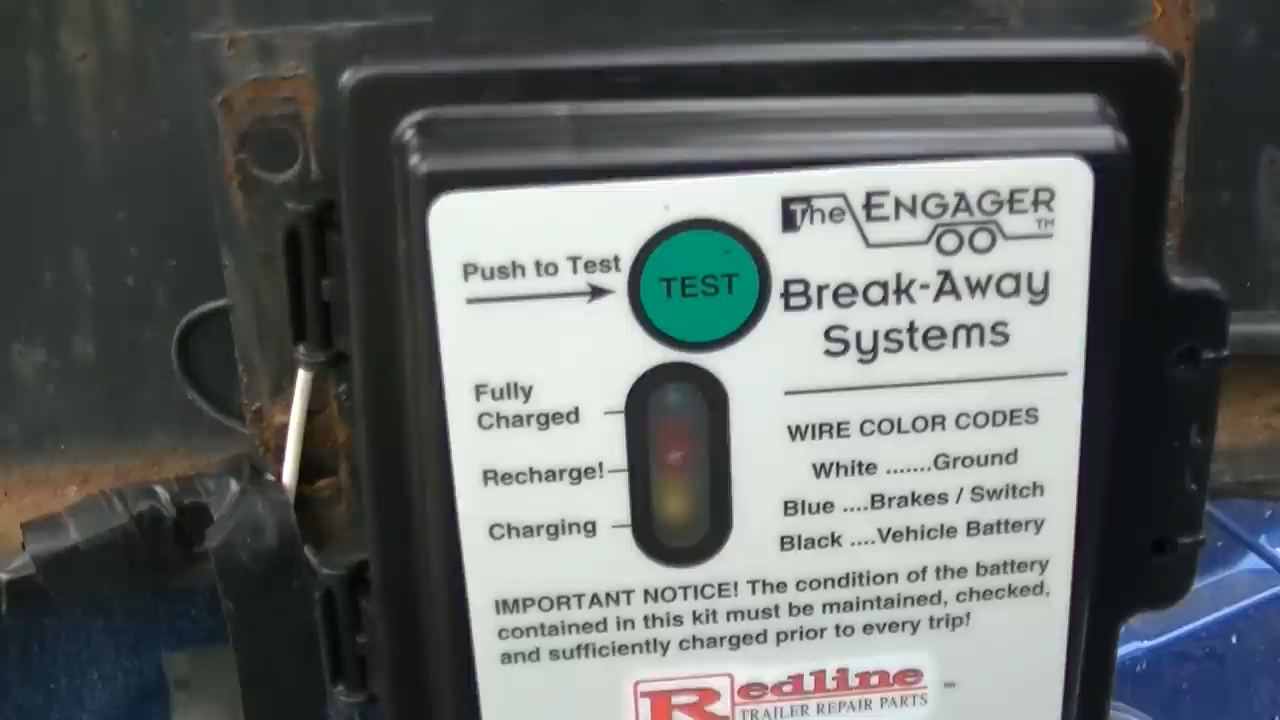 The ENGAGER TM
Break-Away
Systems
Push to Test
TEST
Fully
Charged
Recharge!
Charging
WIRE COLOR CODES
White .......Ground
Blue ....Brakes / Switch
Black ....Vehicle Battery
IMPORTANT NOTICE! The condition of the battery
contained in this kit must be maintained, checked,
and sufficiently charged prior to every trip!
Redline
TRAILER REPAIR PARTS